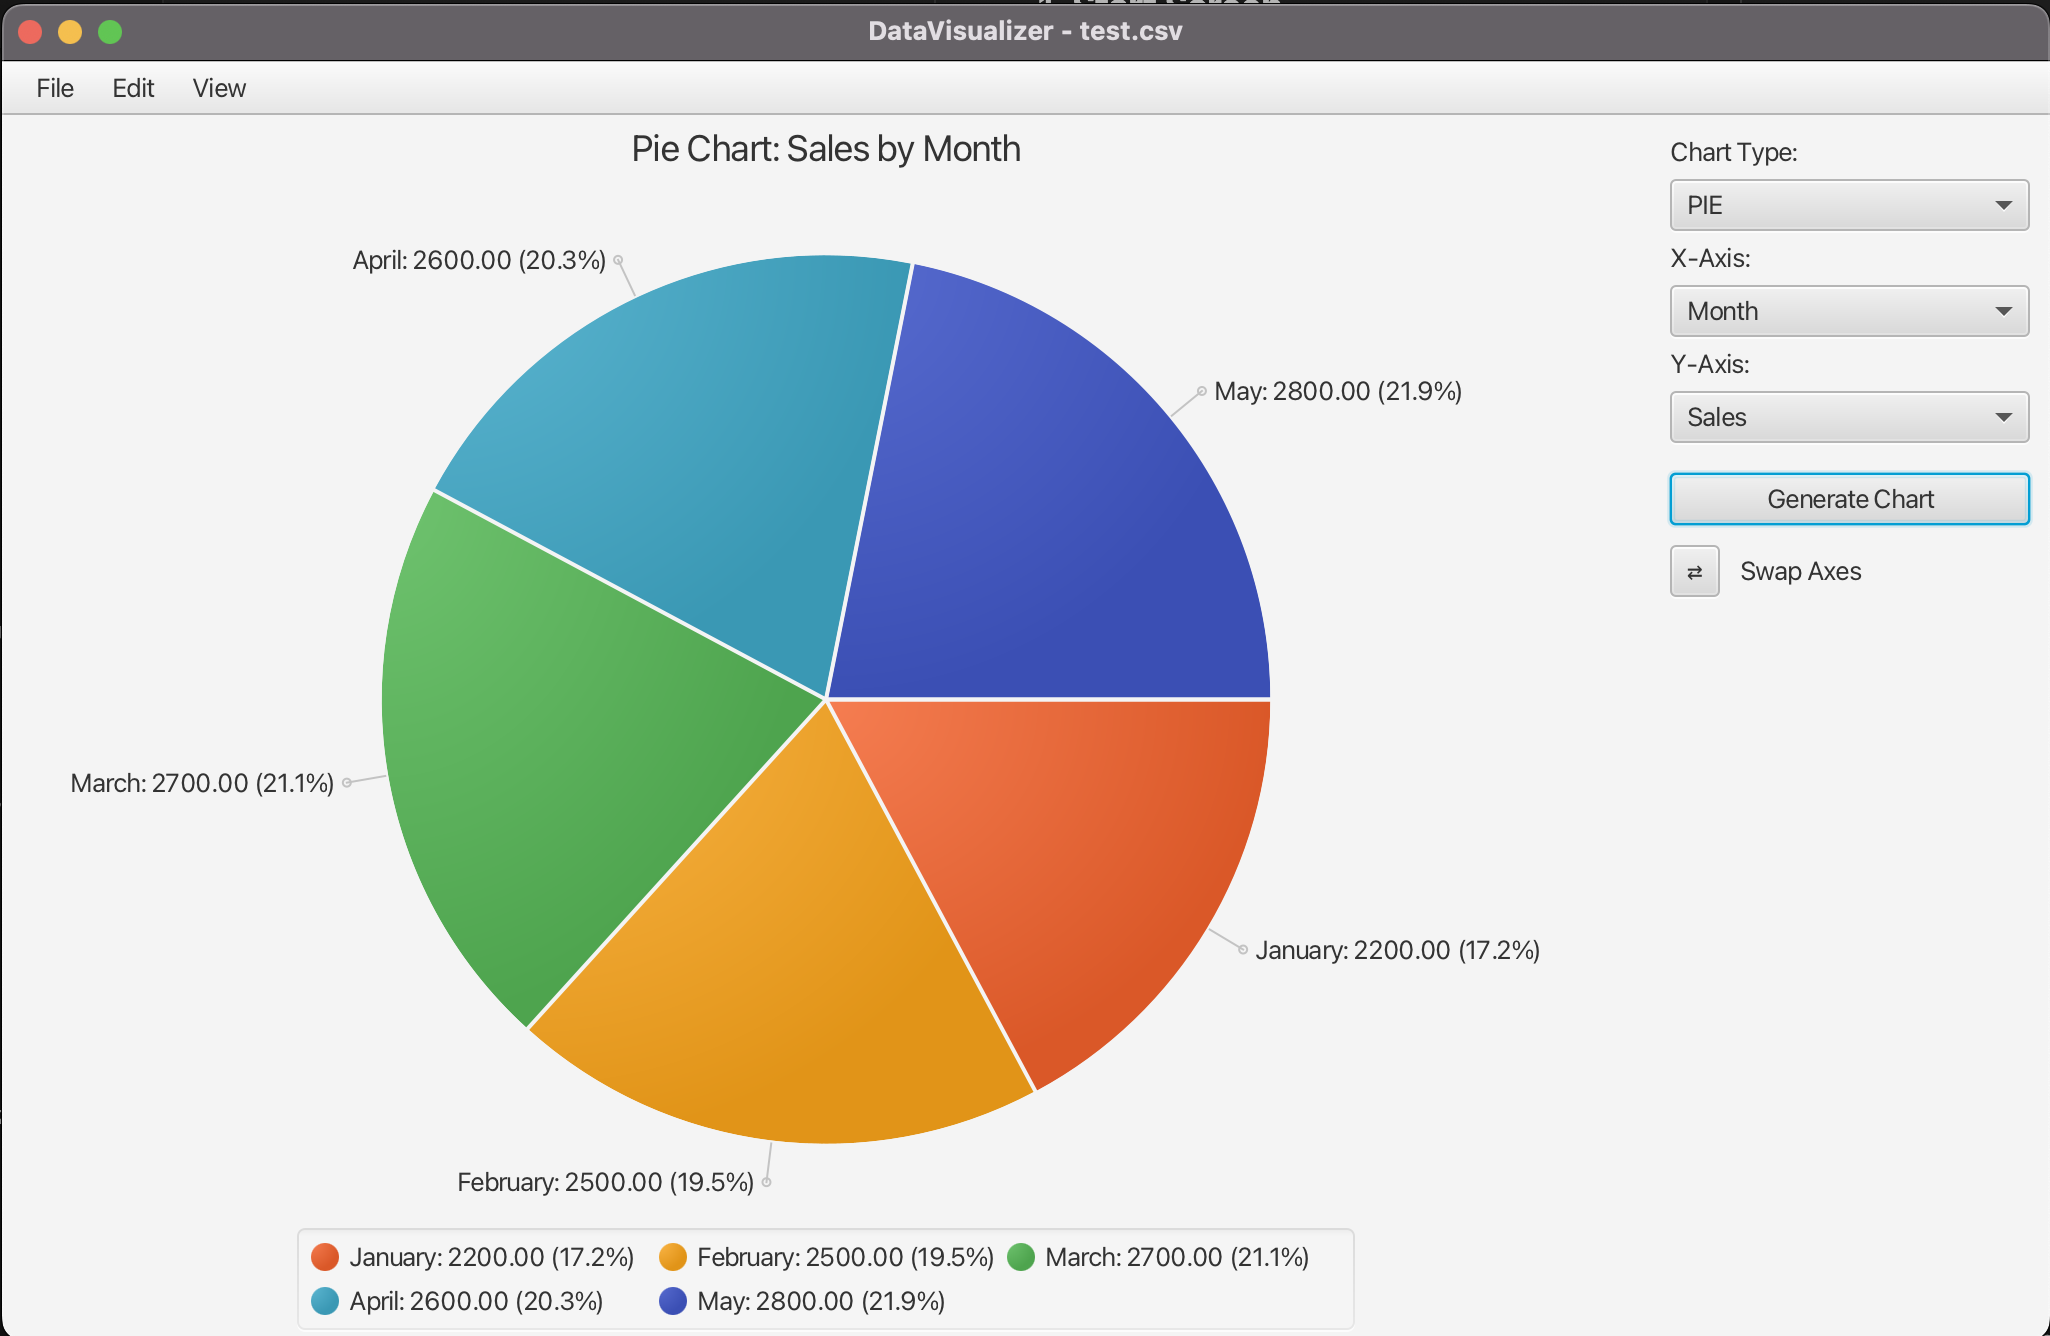 DataVisualizer - test.csv
File Edit View
Pie Chart: Sales by Month
April: 2600.00 (20.3%)
May: 2800.00 (21.9%)
March: 2700.00 (21.1%)
January: 2200.00 (17.2%)
February: 2500.00 (19.5%)
January: 2200.00 (17.2%) February: 2500.00 (19.5%) March: 2700.00 (21.1%)
April: 2600.00 (20.3%) May: 2800.00 (21.9%)
Chart Type:
PIE
X-Axis:
Month
Y-Axis:
Sales
Generate Chart
⇄ Swap Axes